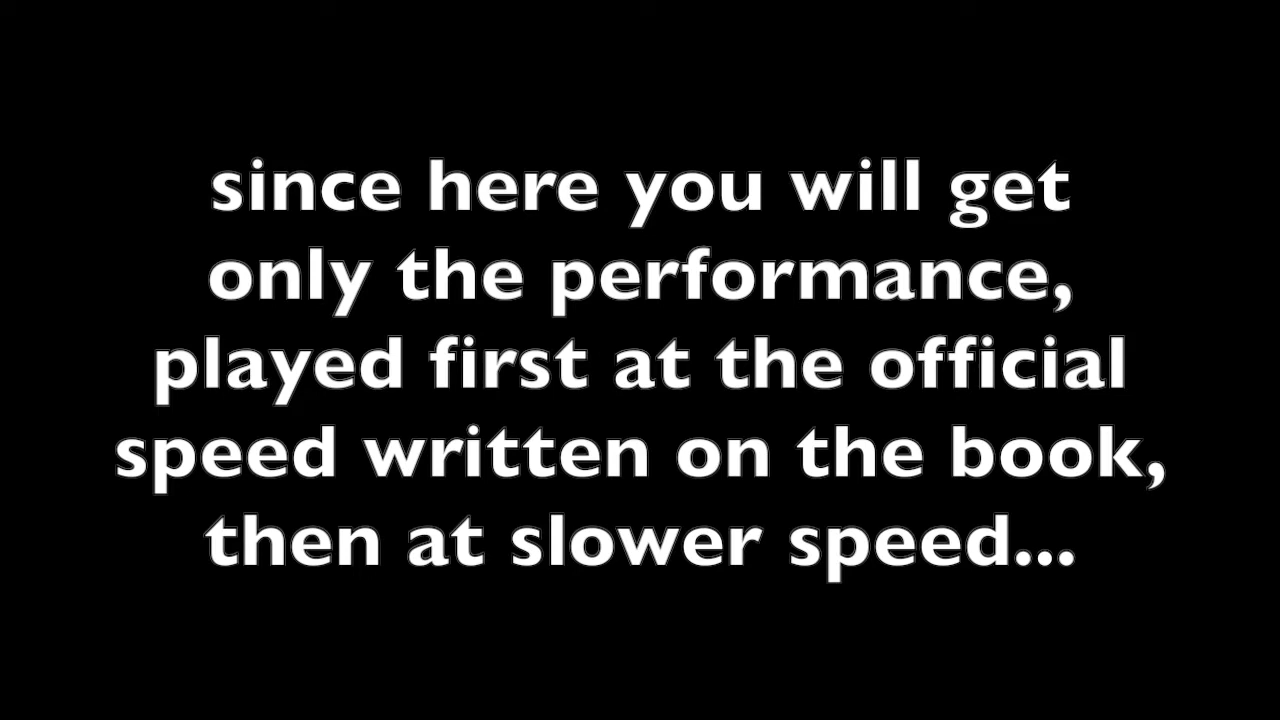 since here you will get
only the performance,
played first at the official
speed written on the book,
then at slower speed...